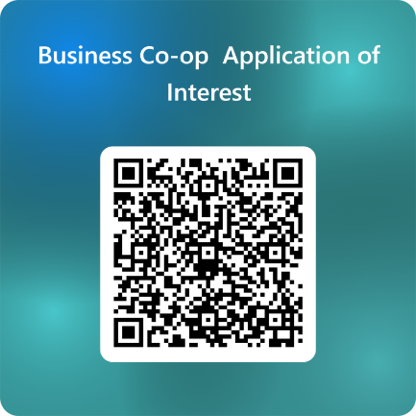 Business Co-op Application of
Interest